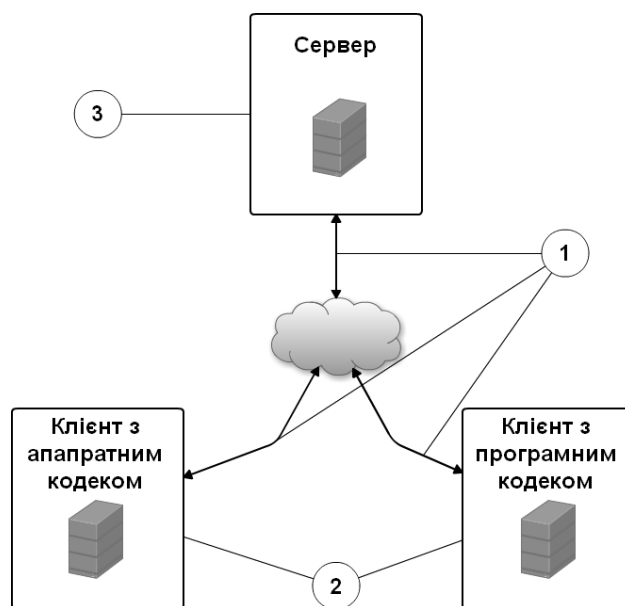 Сервер
3
1
Клієнт з
апапратним
кодеком
Клієнт з
програмним
кодеком
2